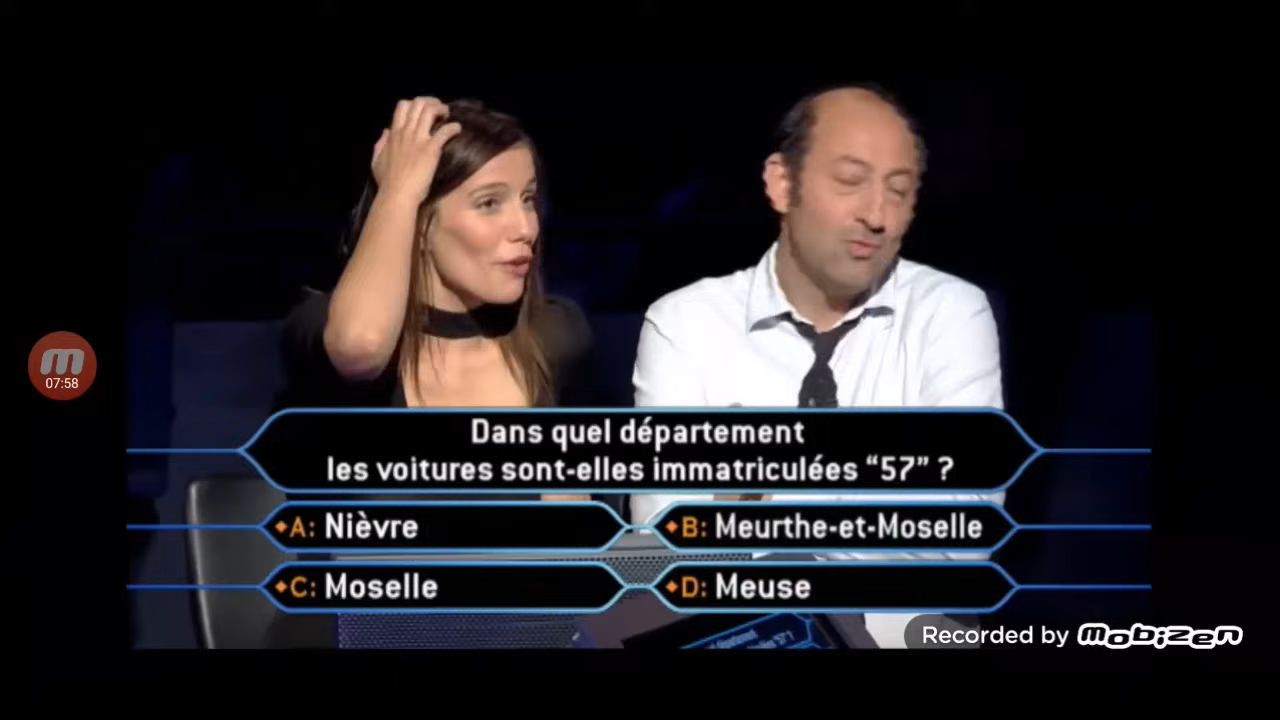 07:58
Dans quel département
les voitures sont-elles immatriculées “57” ?
A: Nièvre
B: Meurthe-et-Moselle
C: Moselle
D: Meuse
Recorded by mobizen